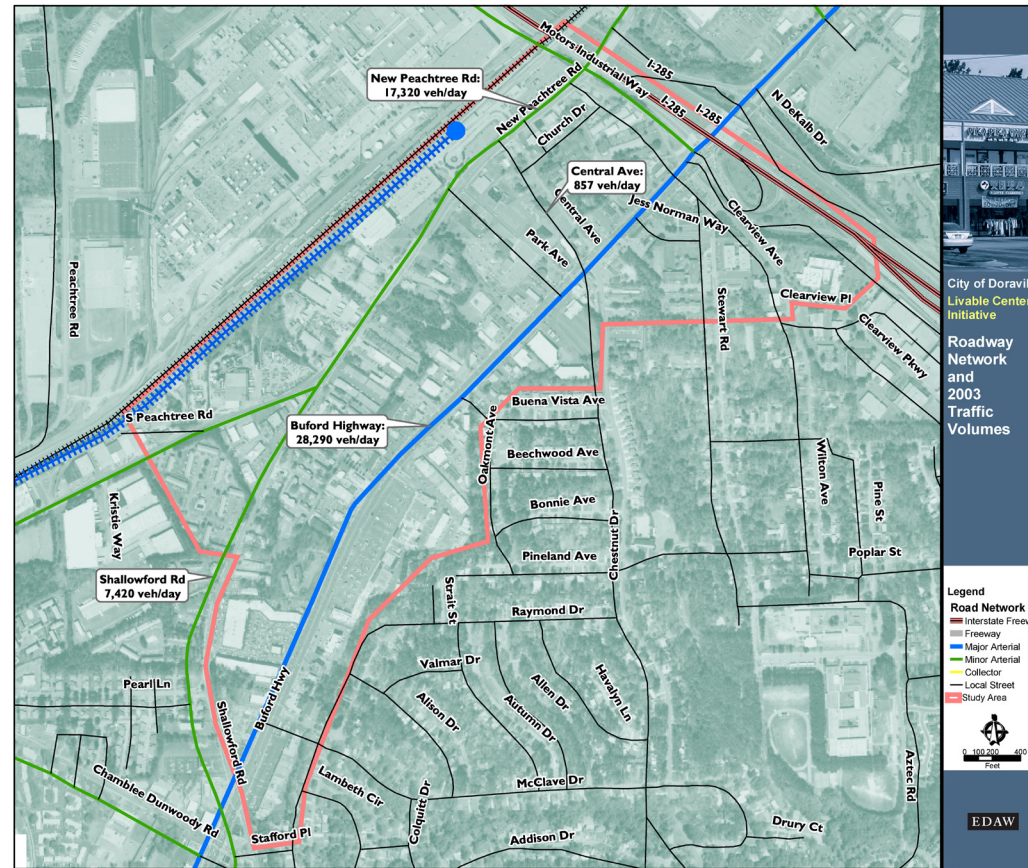 I-285
Motors Industrial Way
I-285
I-285
New Peachtree Rd:
17,320 veh/day
New Peachtree Rd
Church Dr
N DeKalb Dr
Central Ave:
857 veh/day
Central Ave
Jess Norman Way
Clearview Ave
Park Ave
Peachtree Rd
Clearview Pl
Stewart Rd
Clearview Pkwy
S Peachtree Rd
Buena Vista Ave
Buford Highway:
28,290 veh/day
Oakmont Ave
Beechwood Ave
Wilton Ave
Pine St
Kristie Way
Bonnie Ave
Chestnut Dr
Pineland Ave
Poplar St
Shallowford Rd
7,420 veh/day
Strait St
Raymond Dr
Valmar Dr
Pearl Ln
Alison Dr
Allen Dr
Havalyn Ln
Autumn Dr
Buford Hwy
Shallowford Rd
Chamblee Dunwoody Rd
Lambeth Cir
McClave Dr
Colquitt Dr
Aztec Rd
Stafford Pl
Addison Dr
Drury Ct
City of Doravil
Livable Center
Initiative
Roadway
Network
and
2003
Traffic
Volumes
Legend
Road Network
Interstate Freew
Freeway
Major Arterial
Minor Arterial
Collector
Local Street
Study Area
0 100 200 400
Feet
EDAW